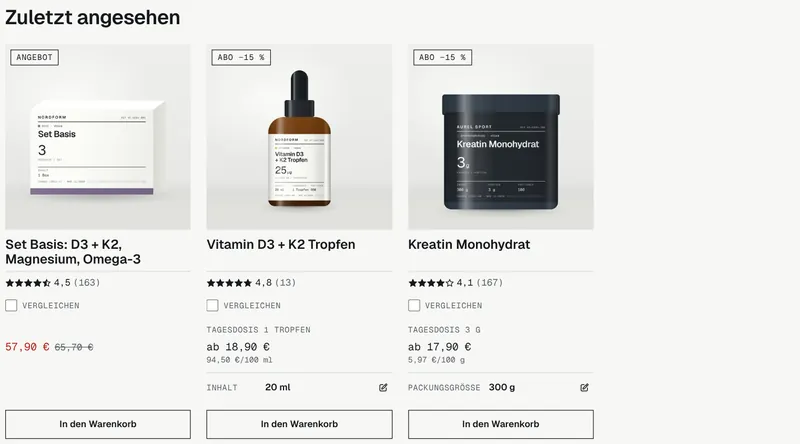 Zuletzt angesehen
ANGEBOT
NORDFORM
Set Basis
3
Set Basis: D3 + K2,
Magnesium, Omega-3
4,5 (163)
VERGLEICHEN
57,90 € 65,70 €
In den Warenkorb
ABO −15 %
NORDFORM
Vitamin D3
+ K2 Tropfen
25 µg
Vitamin D3 + K2 Tropfen
4,8 (13)
VERGLEICHEN
TAGESDOSIS 1 TROPFEN
ab 18,90 €
94,50 €/100 ml
INHALT 20 ml
In den Warenkorb
ABO −15 %
AUREL SPORT
Kreatin Monohydrat
3g
Kreatin Monohydrat
4,1 (167)
VERGLEICHEN
TAGESDOSIS 3 G
ab 17,90 €
5,97 €/100 g
PACKUNGSGRÖSSE 300 g
In den Warenkorb